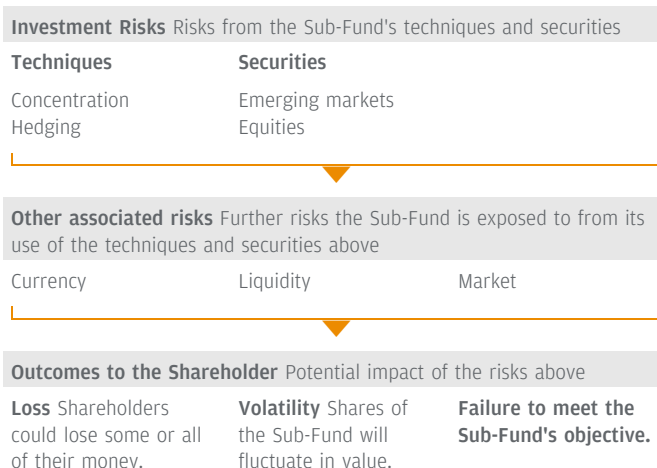 Investment Risks Risks from the Sub-Fund's techniques and securities
Techniques Securities
Concentration Emerging markets
Hedging Equities
Other associated risks Further risks the Sub-Fund is exposed to from its
use of the techniques and securities above
Currency Liquidity Market
Outcomes to the Shareholder Potential impact of the risks above
Loss Shareholders
could lose some or all
of their money.
Volatility Shares of
the Sub-Fund will
fluctuate in value.
Failure to meet the
Sub-Fund's objective.